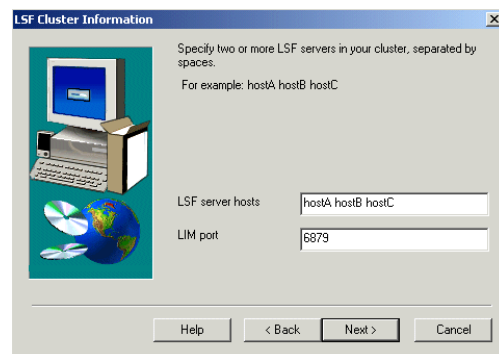 LSF Cluster Information
Specify two or more LSF servers in your cluster, separated by
spaces.
For example: hostA hostB hostC
LSF server hosts
hostA hostB hostC
LIM port
6879
Help
< Back
Next >
Cancel